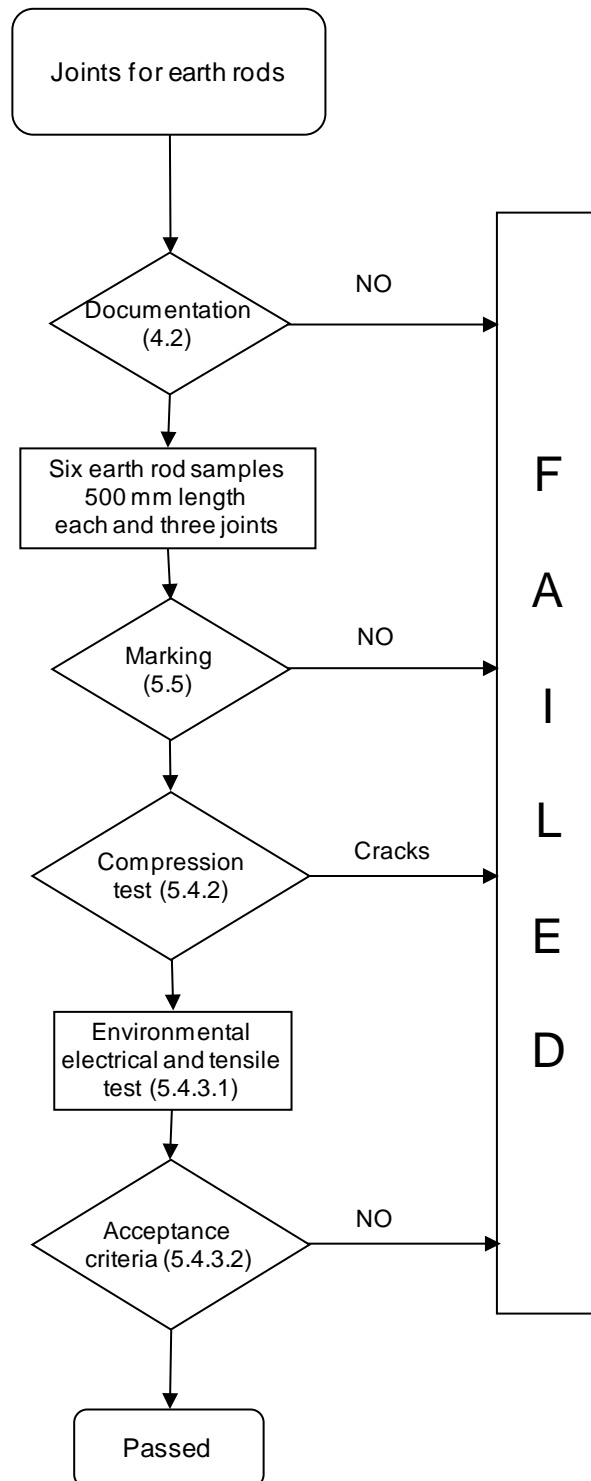 Joints for earth rods
NO
Documentation
(4.2)
Six earth rod samples
500 mm length
each and three joints
NO
Marking
(5.5)
Cracks
Compression
test (5.4.2)
Environmental
electrical and tensile
test (5.4.3.1)
NO
Acceptance
criteria (5.4.3.2)
Passed
F
A
I
L
E
D